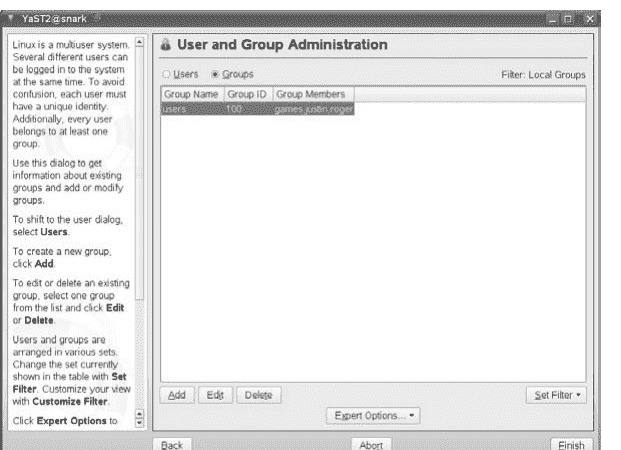 YaST2@snark
Linux is a multiuser system.
Several different users can
be logged in to the system
at the same time. To avoid
confusion, each user must
have a unique identity.
Additionally, every user
belongs to at least one
group.
Use this dialog to get
information about existing
groups and add or modify
groups.
To shift to the user dialog,
select Users.
To create a new group,
click Add.
To edit or delete an existing
group, select one group
from the list and click Edit
or Delete.
Users and groups are
arranged in various sets.
Change the set currently
shown in the table with Set
Filter. Customize your view
with Customize Filter.
Click Expert Options to
User and Group Administration
Users Groups Filter: Local Groups
Group Name Group ID Group Members
users 100 games,justin,roger
Add Edit Delete Set Filter
Expert Options...
Back Abort Finish